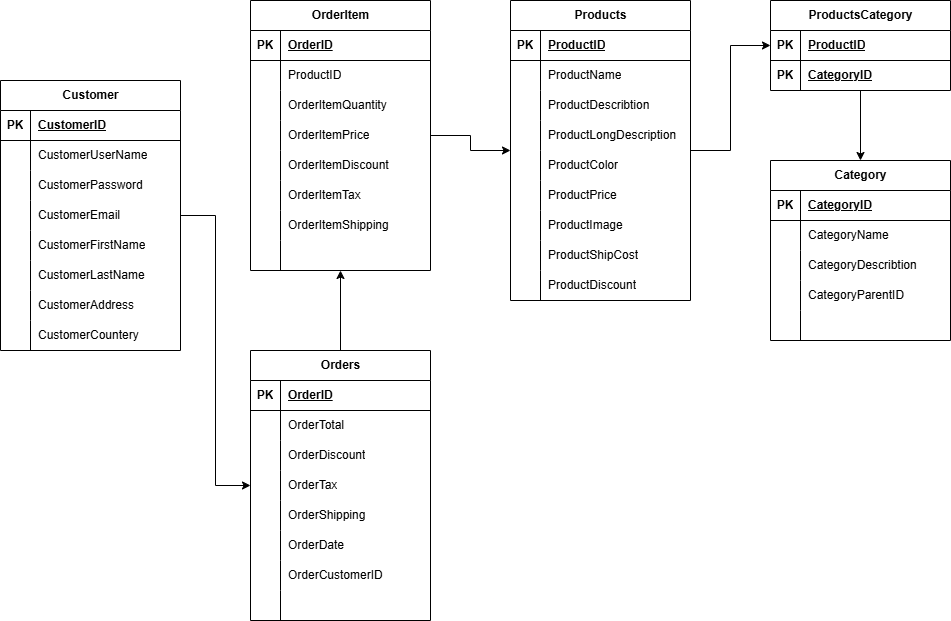 OrderItem
PK OrderID
ProductID
OrderItemQuantity
OrderItemPrice
OrderItemDiscount
OrderItemTax
OrderItemShipping
Products
PK ProductID
ProductName
ProductDescribtion
ProductLongDescription
ProductColor
ProductPrice
ProductImage
ProductShipCost
ProductDiscount
ProductsCategory
PK ProductID
PK CategoryID
Customer
PK CustomerID
CustomerUserName
CustomerPassword
CustomerEmail
CustomerFirstName
CustomerLastName
CustomerAddress
CustomerCountery
Category
PK CategoryID
CategoryName
CategoryDescribtion
CategoryParentID
Orders
PK OrderID
OrderTotal
OrderDiscount
OrderTax
OrderShipping
OrderDate
OrderCustomerID